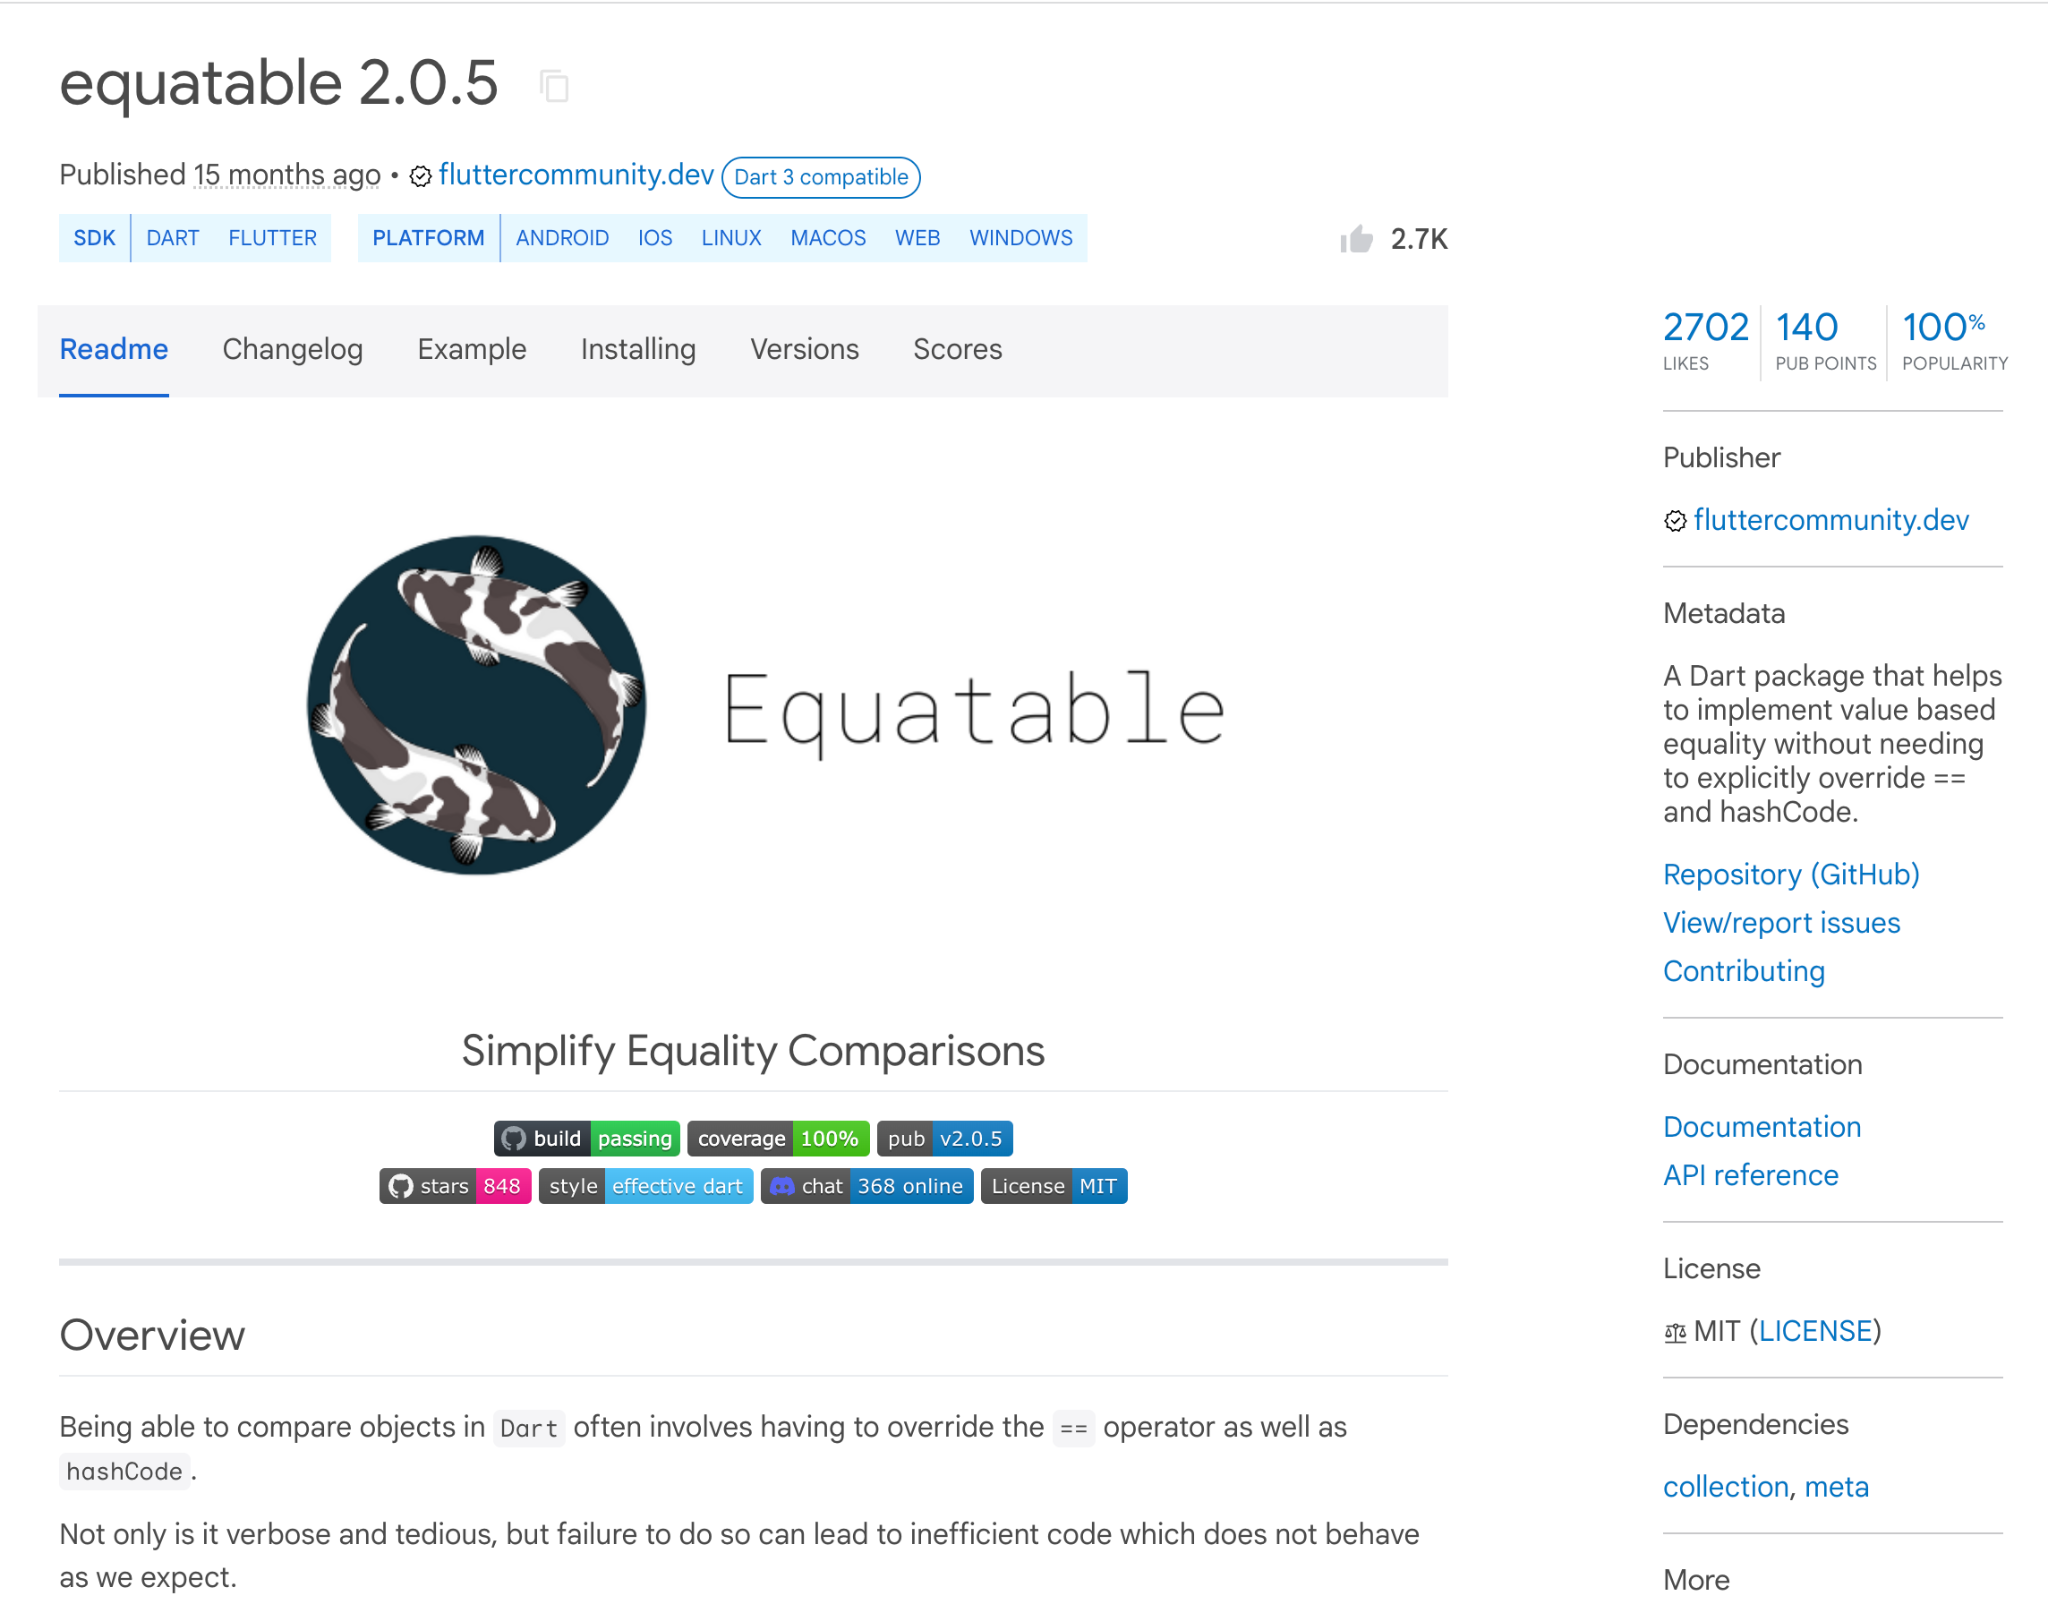 equatable 2.0.5
Published 15 months ago • fluttercommunity.dev Dart 3 compatible
SDK DART FLUTTER PLATFORM ANDROID IOS LINUX MACOS WEB WINDOWS 2.7K
Readme Changelog Example Installing Versions Scores
Equatable
Simplify Equality Comparisons
build passing coverage 100% pub v2.0.5
stars 848 style effective dart chat 368 online License MIT
Overview
Being able to compare objects in Dart often involves having to override the == operator as well as
hashCode.
Not only is it verbose and tedious, but failure to do so can lead to inefficient code which does not behave
as we expect.
2702 140 100%
LIKES PUB POINTS POPULARITY
Publisher
fluttercommunity.dev
Metadata
A Dart package that helps
to implement value based
equality without needing
to explicitly override ==
and hashCode.
Repository (GitHub)
View/report issues
Contributing
Documentation
Documentation
API reference
License
MIT (LICENSE)
Dependencies
collection, meta
More